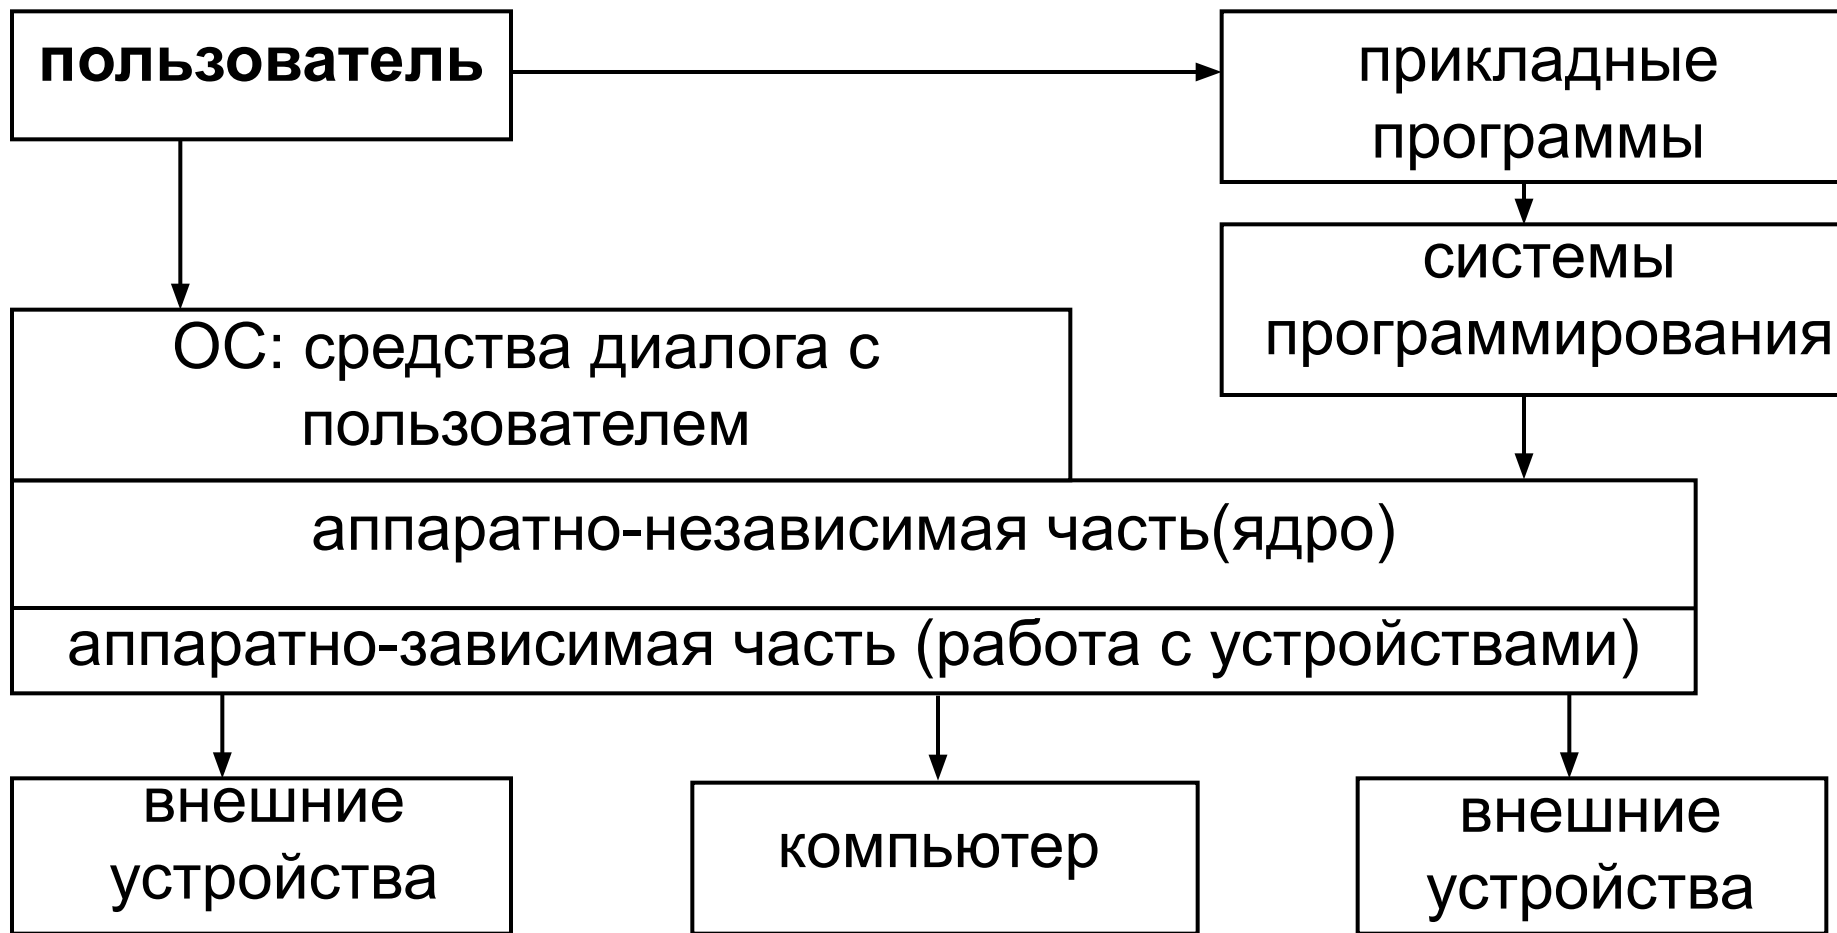 пользователь
прикладные
программы
системы
программирования
ОС: средства диалога с
пользователем
аппаратно-независимая часть(ядро)
аппаратно-зависимая часть (работа с устройствами)
внешние
устройства
компьютер
внешние
устройства